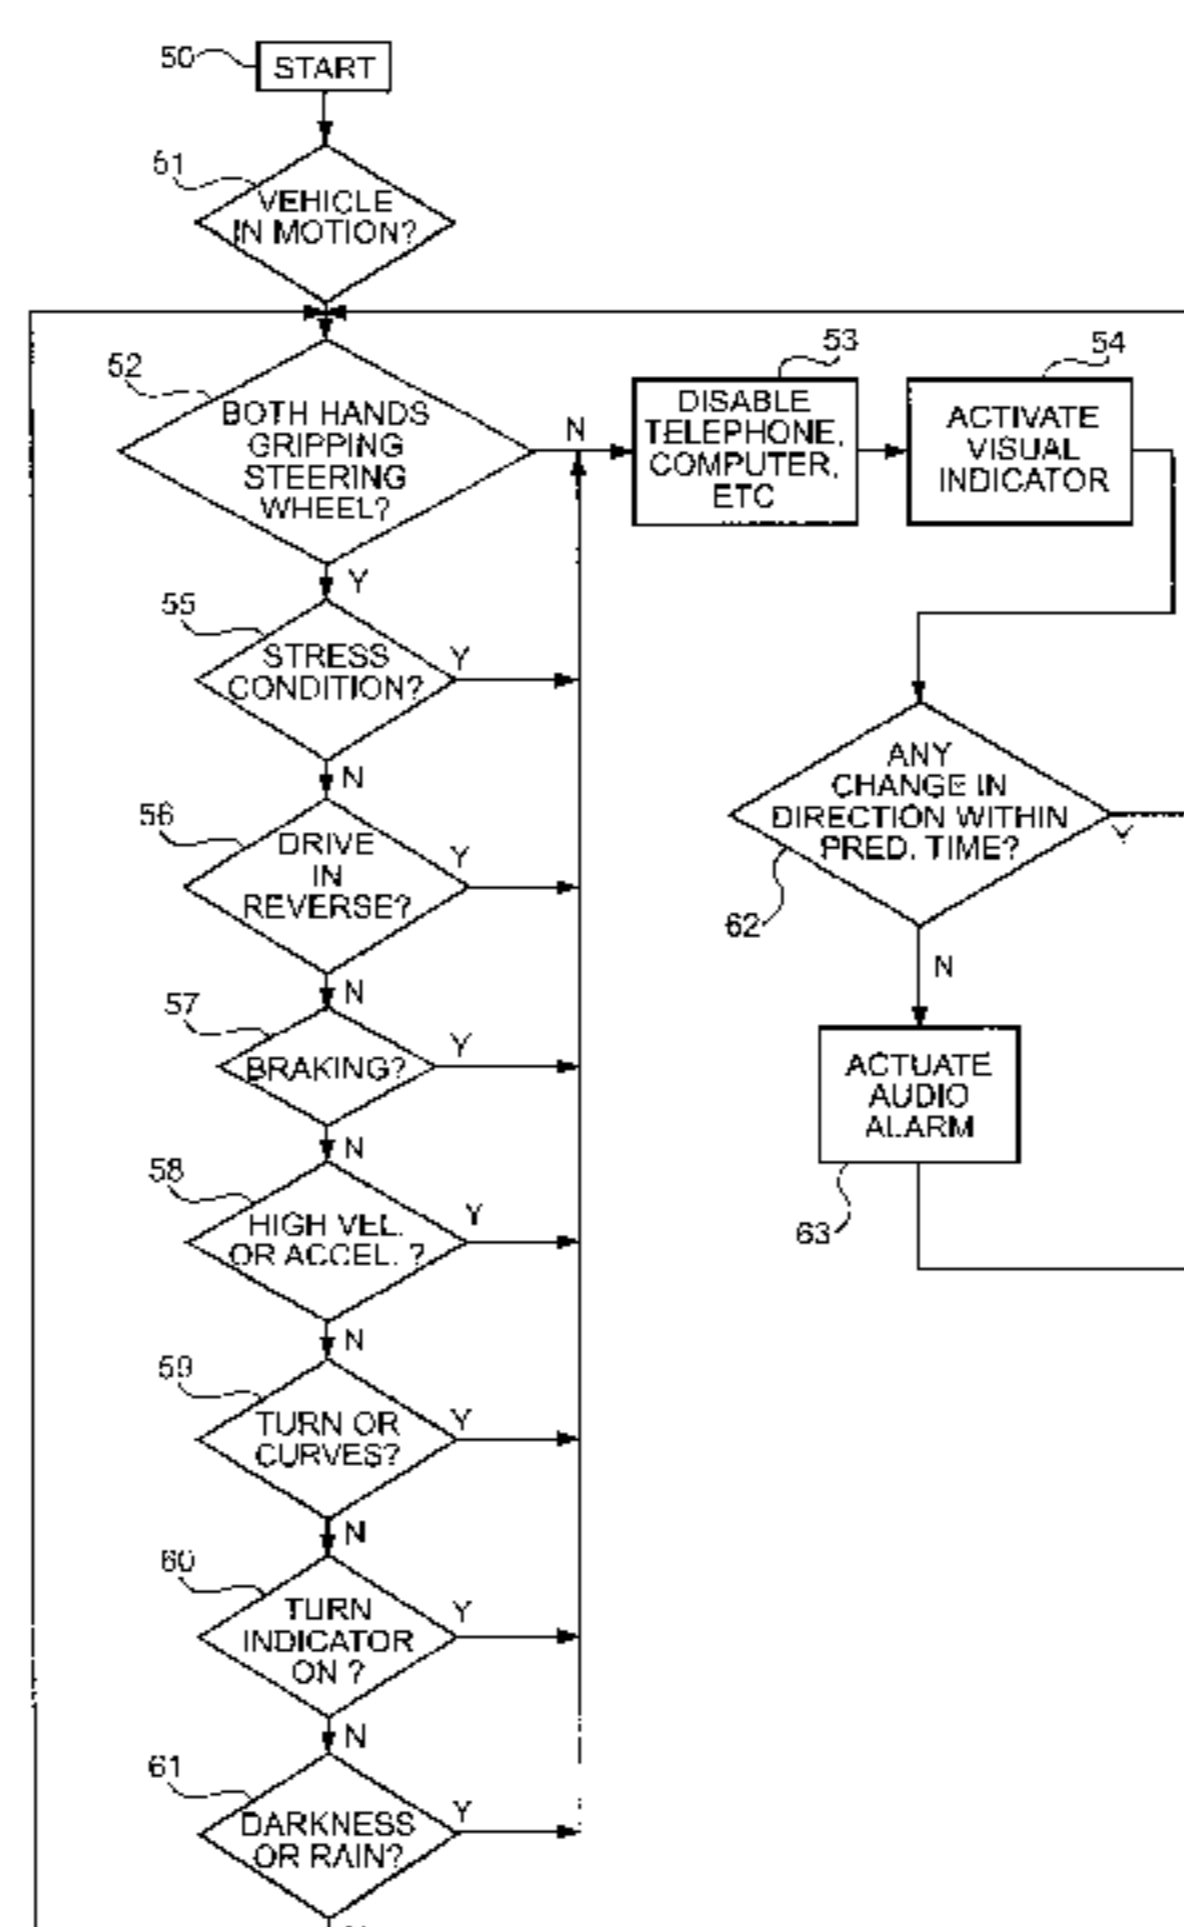 50
START
51
VEHICLE
IN MOTION?
52
BOTH HANDS
GRIPPING
STEERING
WHEEL?
N
Y
53
DISABLE
TELEPHONE,
COMPUTER,
ETC
54
ACTIVATE
VISUAL
INDICATOR
55
STRESS
CONDITION?
Y
N
56
DRIVE
IN
REVERSE?
Y
N
57
BRAKING?
Y
N
58
HIGH VEL.
OR ACCEL. ?
Y
N
59
TURN OR
CURVES?
Y
N
60
TURN
INDICATOR
ON ?
Y
N
61
DARKNESS
OR RAIN?
Y
ANY
CHANGE IN
DIRECTION WITHIN
PRED. TIME?
Y
62
N
ACTUATE
AUDIO
ALARM
63